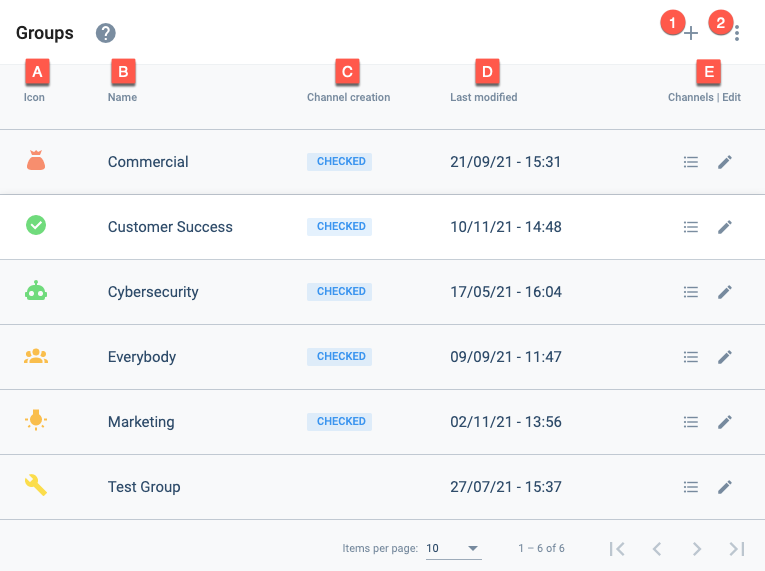 Groups ? 1 + 2
A B C D E
Icon Name Channel creation Last modified Channels | Edit
Commercial CHECKED 21/09/21 - 15:31
Customer Success CHECKED 10/11/21 - 14:48
Cybersecurity CHECKED 17/05/21 - 16:04
Everybody CHECKED 09/09/21 - 11:47
Marketing CHECKED 02/11/21 - 13:56
Test Group 27/07/21 - 15:37
Items per page: 10 1 – 6 of 6